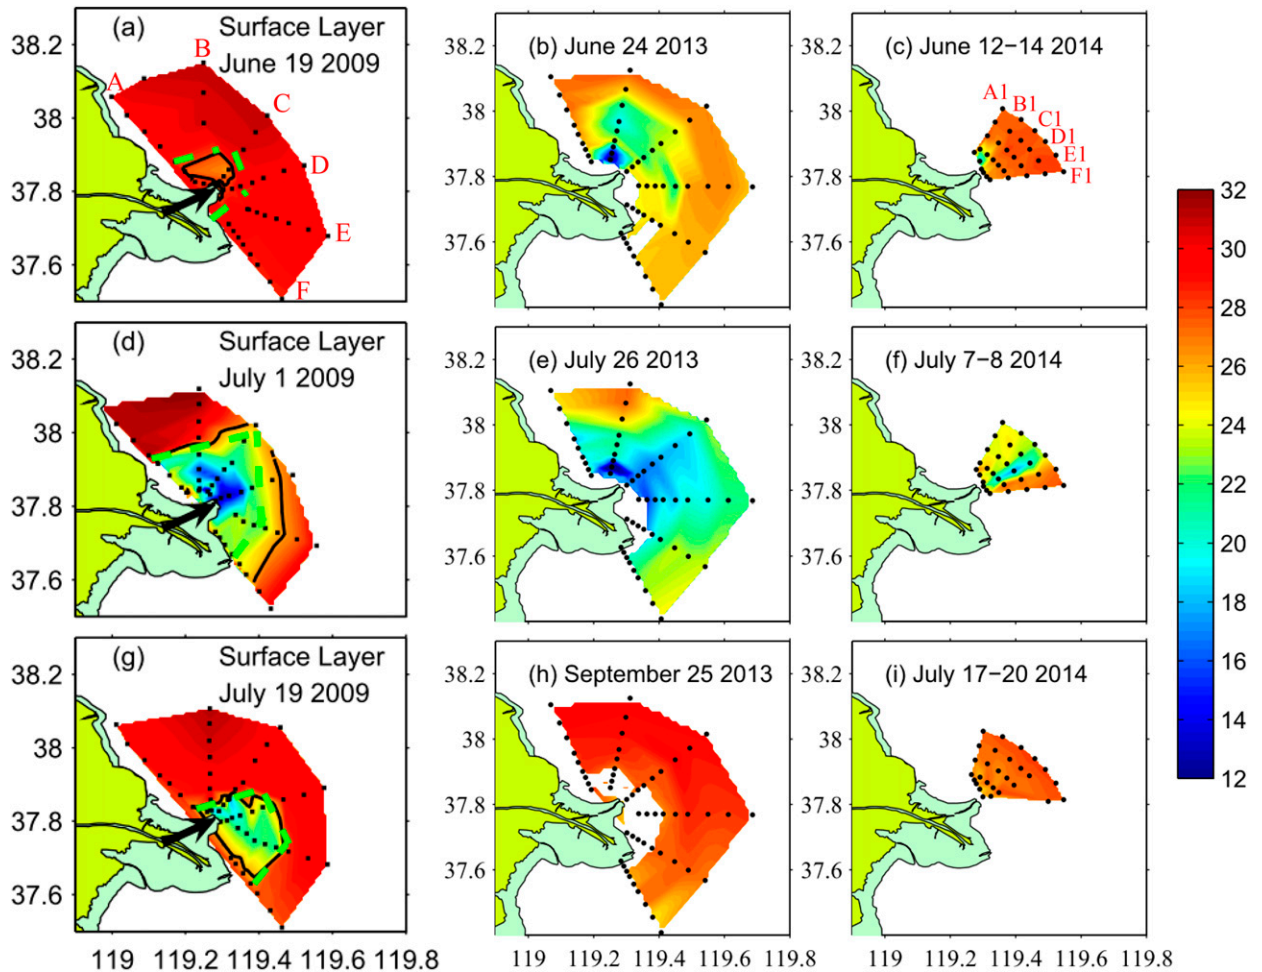 (a) Surface Layer
June 19 2009
A
B
C
D
E
F
38.2
38
37.8
37.6
(b) June 24 2013
38.2
38
37.8
37.6
(c) June 12−14 2014
A1
B1
C1
D1
E1
F1
38.2
38
37.8
37.6
(d) Surface Layer
July 1 2009
38.2
38
37.8
37.6
(e) July 26 2013
38.2
38
37.8
37.6
(f) July 7−8 2014
38.2
38
37.8
37.6
(g) Surface Layer
July 19 2009
38.2
38
37.8
37.6
119 119.2 119.4 119.6 119.8
(h) September 25 2013
38.2
38
37.8
37.6
119 119.2 119.4 119.6 119.8
(i) July 17−20 2014
38.2
38
37.8
37.6
119 119.2 119.4 119.6 119.8
32
30
28
26
24
22
20
18
16
14
12